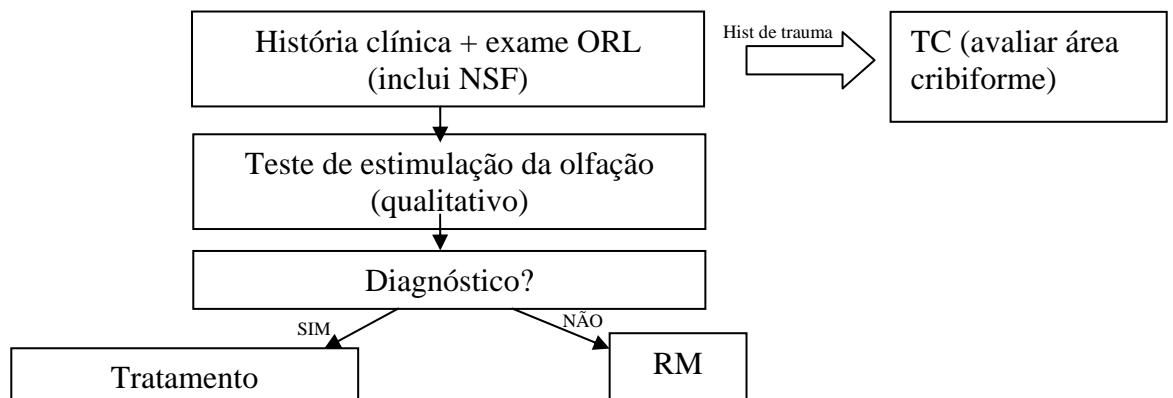 História clínica + exame ORL
(inclui NSF)
Hist de trauma
TC (avaliar área
cribiforme)
Teste de estimulação da olfação
(qualitativo)
Diagnóstico?
SIM
NÃO
Tratamento
RM